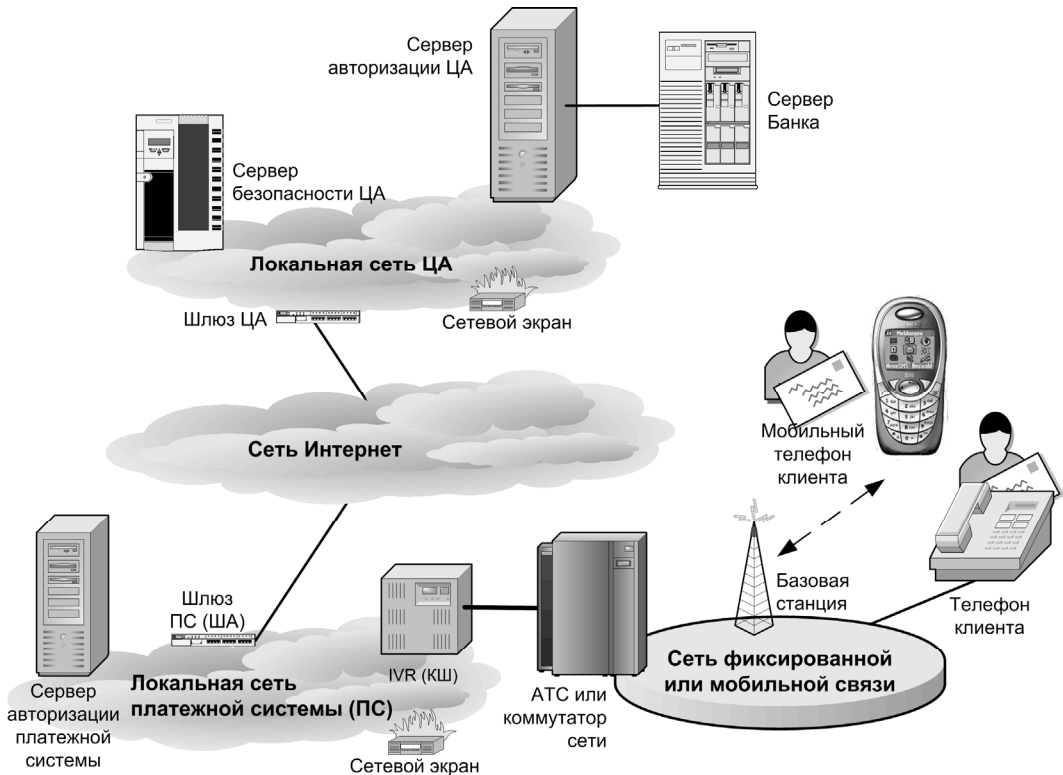 Сервер
авторизации ЦА
Сервер
Банка
Сервер
безопасности ЦА
Локальная сеть ЦА
Шлюз ЦА
Сетевой экран
Сеть Интернет
Мобильный
телефон
клиента
Шлюз
ПС (ША)
Базовая
станция
Телефон
клиента
IVR (КШ)
Сеть фиксированной
или мобильной связи
Локальная сеть
платежной системы (ПС)
АТС или
коммутатор
сети
Сервер
авторизации
платежной
системы
Сетевой экран